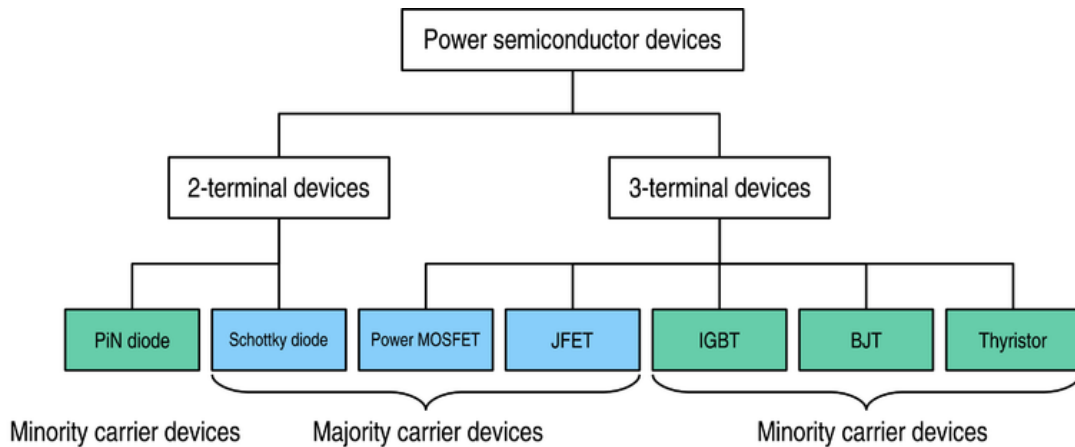 Power semiconductor devices
2-terminal devices
3-terminal devices
PiN diode
Schottky diode
Power MOSFET
JFET
IGBT
BJT
Thyristor
Minority carrier devices
Majority carrier devices
Minority carrier devices